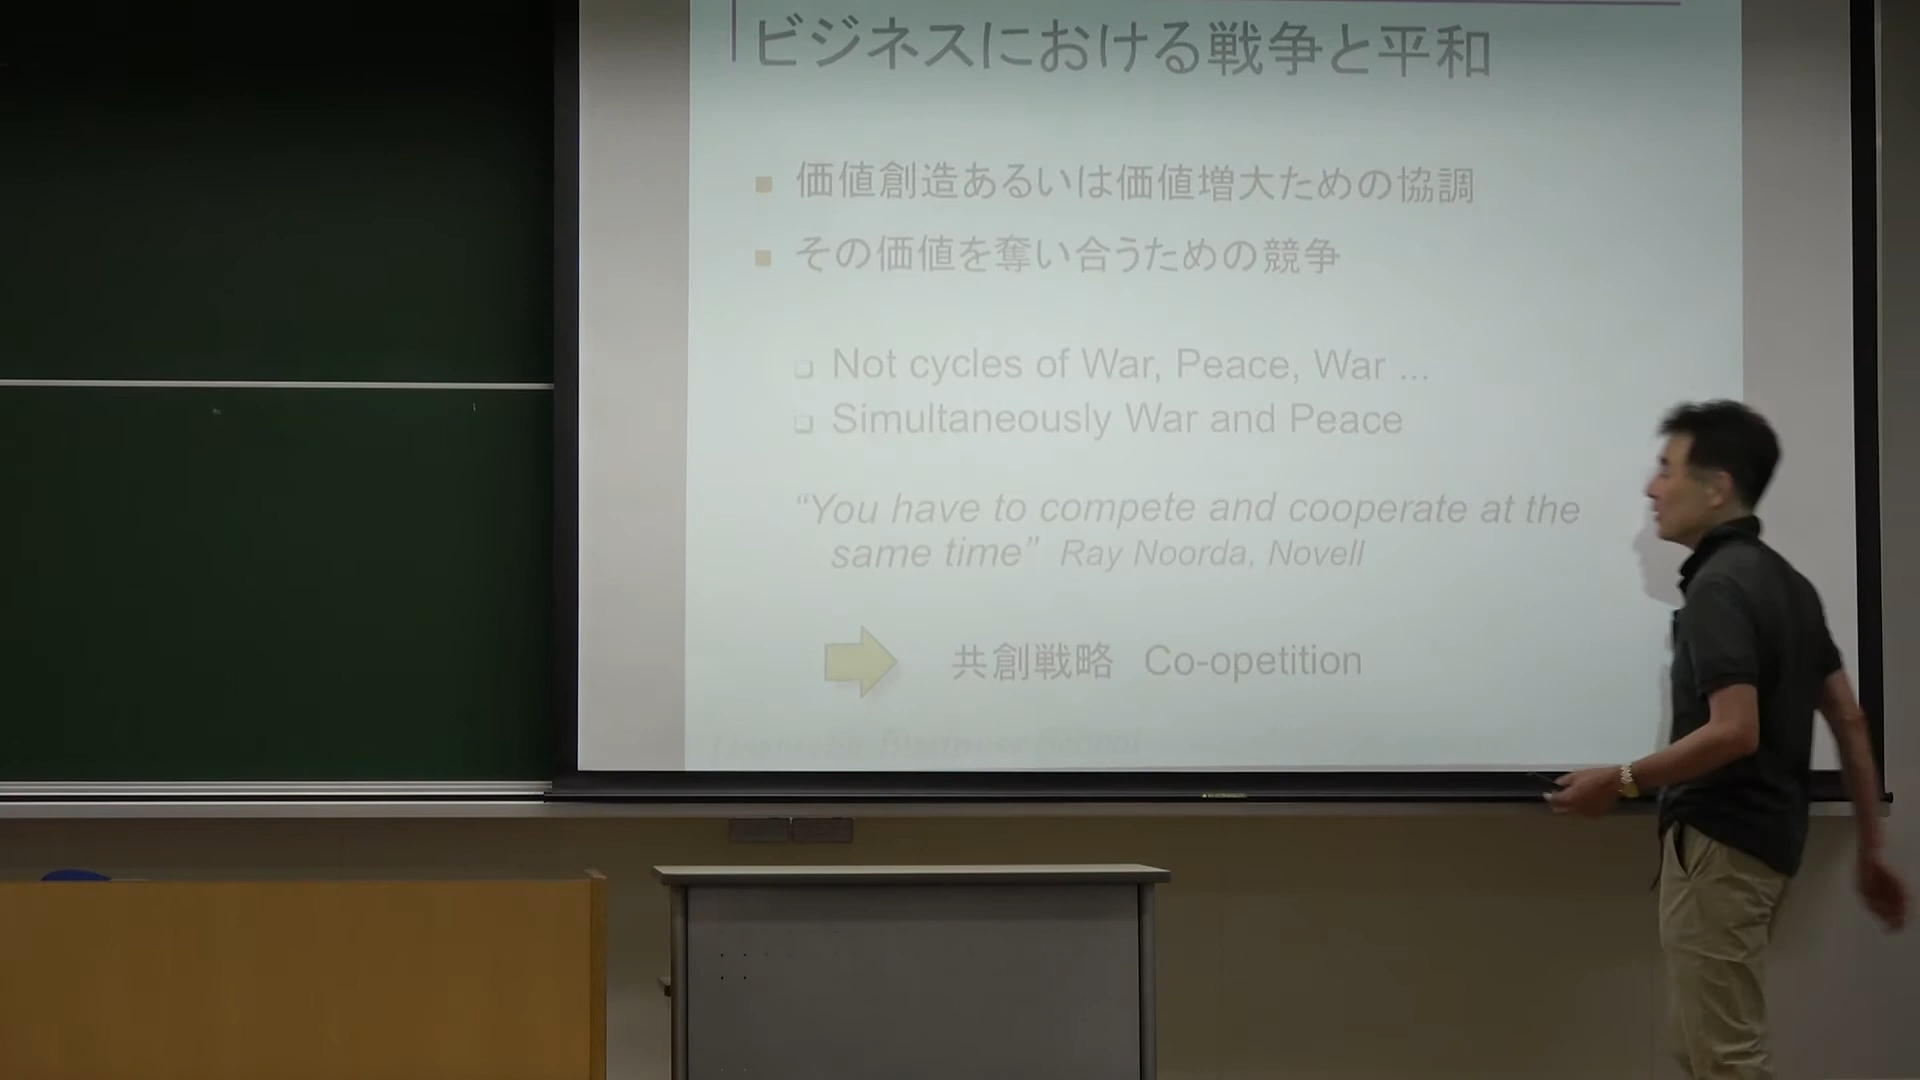 ビジネスにおける戦争と平和
価値創造あるいは価値増大ための協調
その価値を奪い合うための競争
Not cycles of War, Peace, War ...
Simultaneously War and Peace
“You have to compete and cooperate at the
same time” Ray Noorda, Novell
共創戦略 Co-opetition
Business School